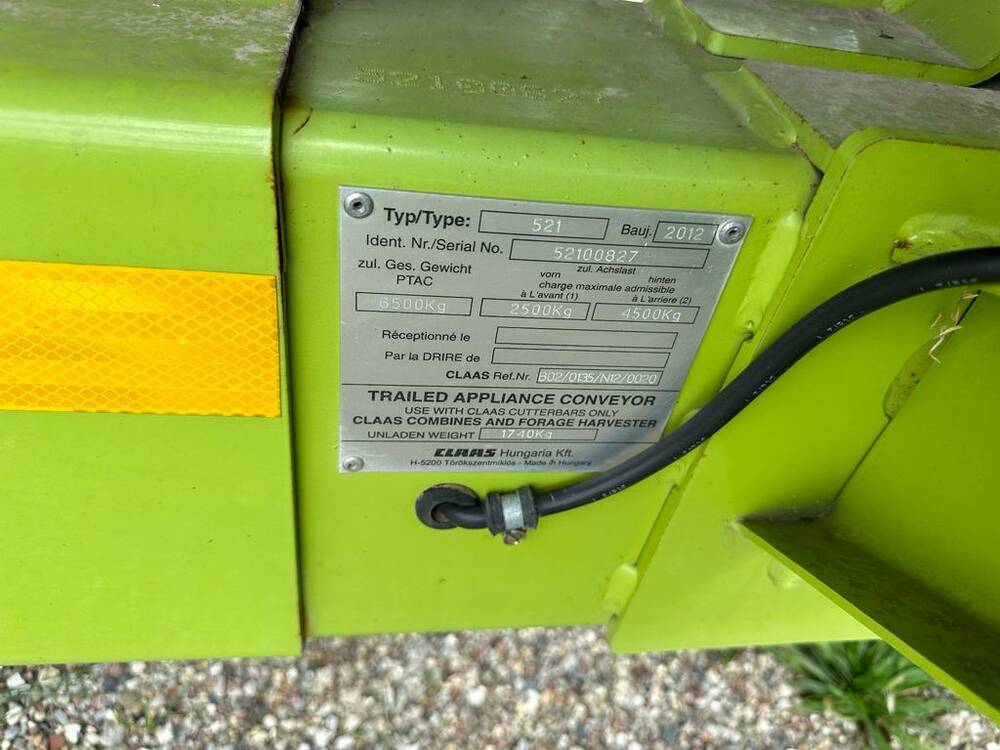 52100827
Typ/Type: 521 Bauj. 2012
Ident. Nr./Serial No. 52100827
zul. Ges. Gewicht
PTAC
zul. Achslast
vorn hinten
charge maximale admissible
à L'avant (1) à L'arriere (2)
6500Kg 2500Kg 4500Kg
Réceptionné le
Par la DRIRE de
CLAAS Ref.Nr. B02/0135/N12/0020
TRAILED APPLIANCE CONVEYOR
USE WITH CLAAS CUTTERBARS ONLY
CLAAS COMBINES AND FORAGE HARVESTER
UNLADEN WEIGHT 1740Kg
CLAAS Hungaria Kft.
H-5200 Törökszentmiklós - Made in Hungary